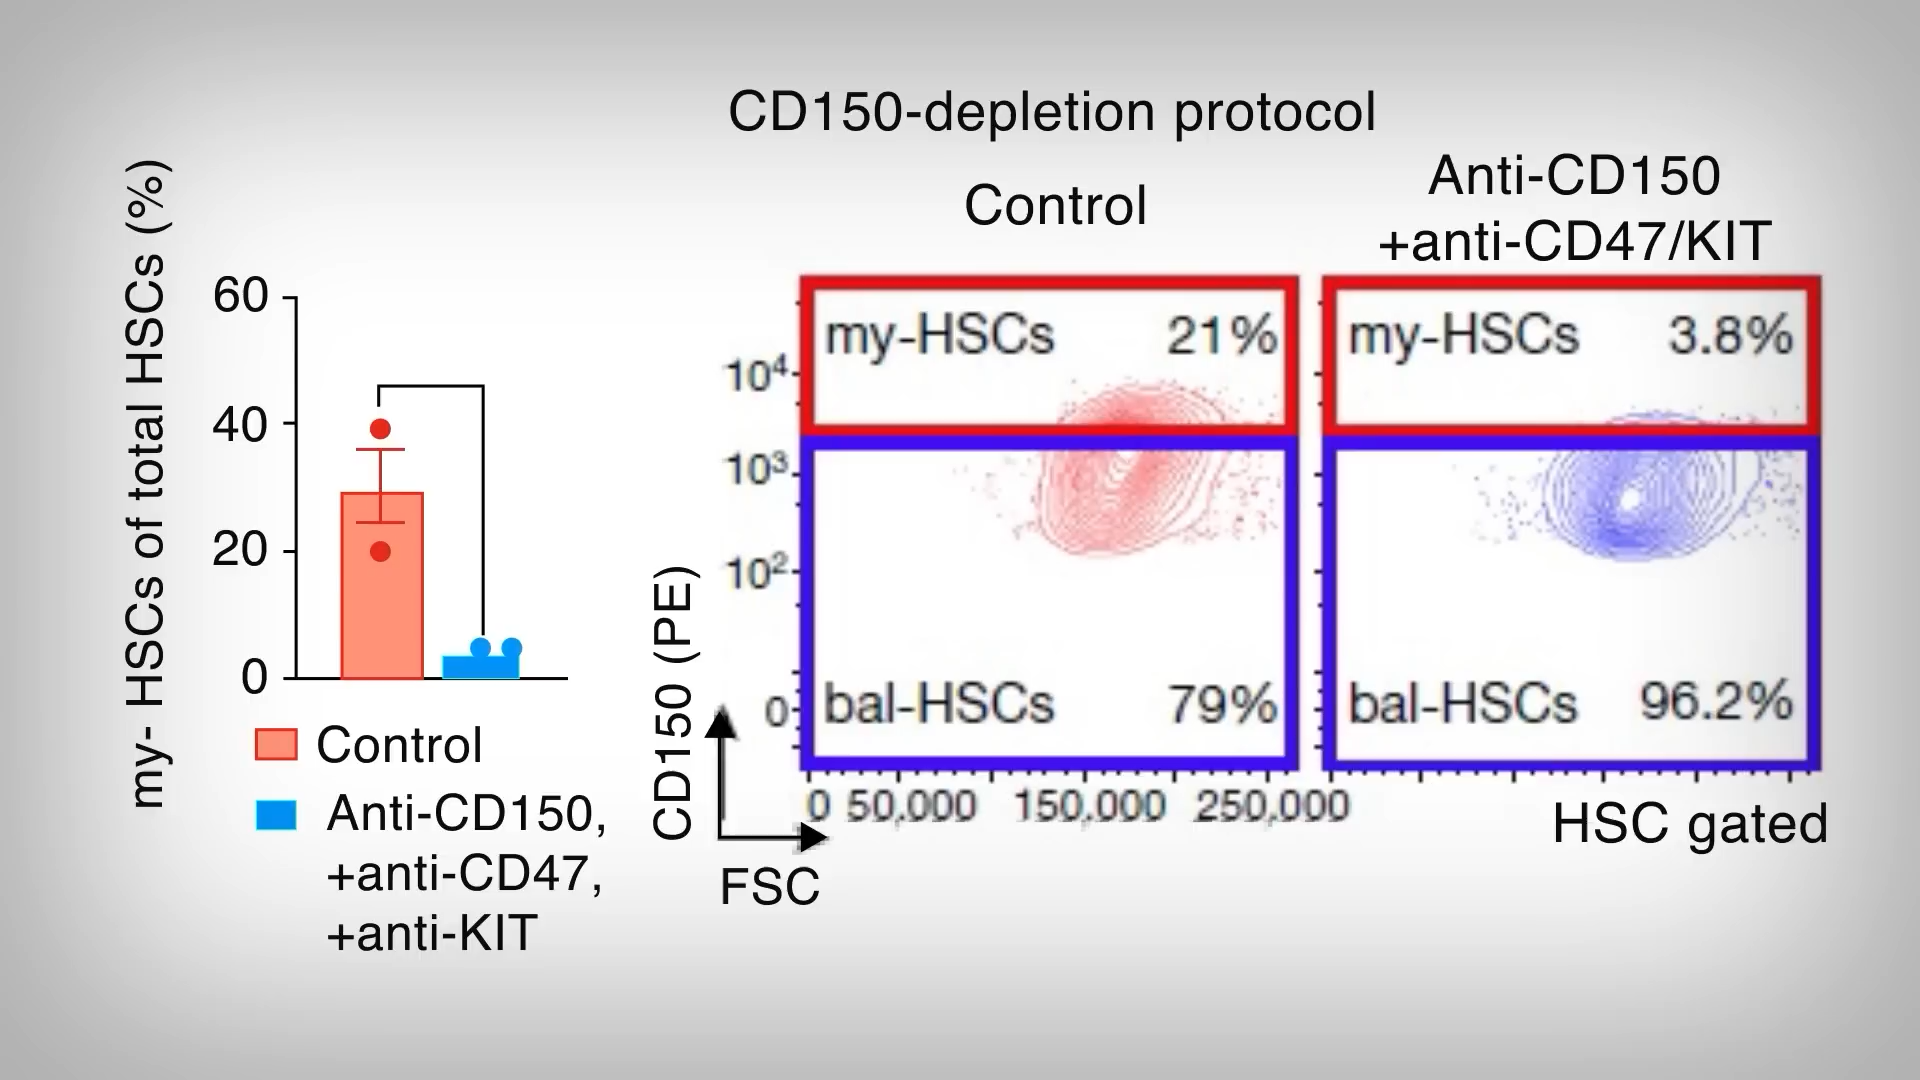 CD150-depletion protocol
my- HSCs of total HSCs (%)
60
40
20
0
Control
Anti-CD150,
+anti-CD47,
+anti-KIT
Control
Anti-CD150
+anti-CD47/KIT
CD150 (PE)
10⁴
10³
10²
0
my-HSCs 21%
bal-HSCs 79%
my-HSCs 3.8%
bal-HSCs 96.2%
0 50,000 150,000 250,000
FSC
HSC gated